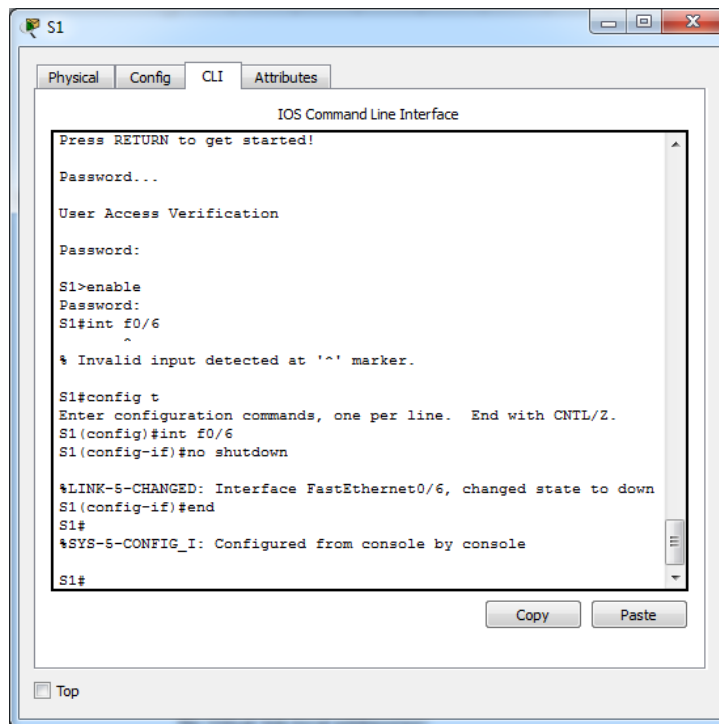 S1
Physical Config CLI Attributes
IOS Command Line Interface
Press RETURN to get started!
Password...
User Access Verification
Password:
S1>enable
Password:
S1#int f0/6
^
% Invalid input detected at '^' marker.
S1#config t
Enter configuration commands, one per line. End with CNTL/Z.
S1(config)#int f0/6
S1(config-if)#no shutdown
%LINK-5-CHANGED: Interface FastEthernet0/6, changed state to down
S1(config-if)#end
S1#
%SYS-5-CONFIG_I: Configured from console by console
S1#
Copy Paste
Top